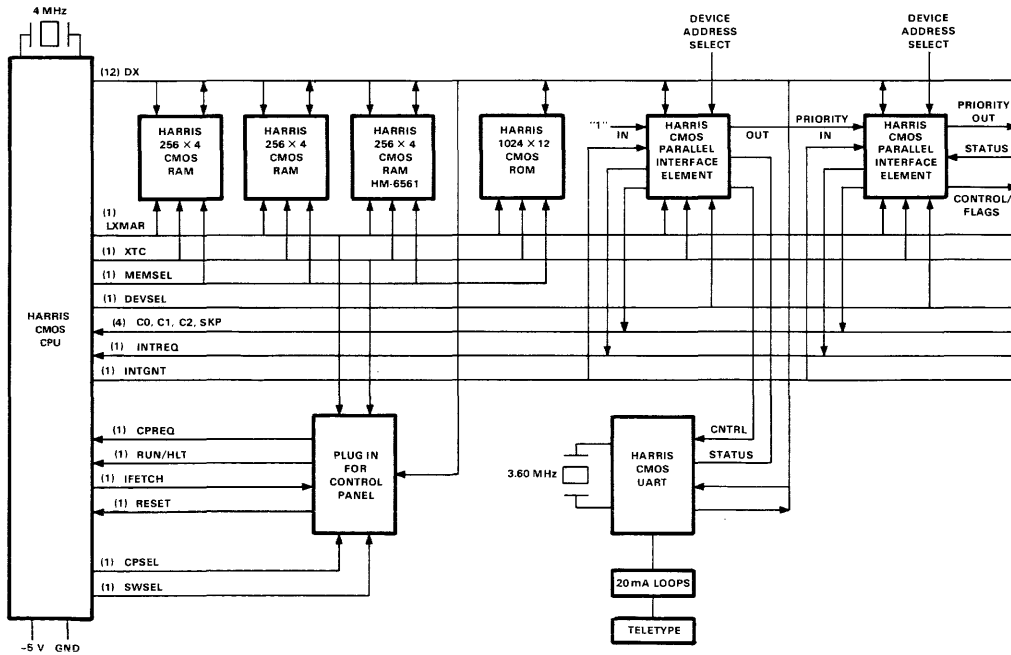 4 MHz
DEVICE
ADDRESS
SELECT
DEVICE
ADDRESS
SELECT
(12) DX
HARRIS
256 × 4
CMOS
RAM
HARRIS
256 × 4
CMOS
RAM
HARRIS
256 × 4
CMOS
RAM
HM-6561
HARRIS
1024 × 12
CMOS
ROM
"1"
IN
HARRIS
CMOS
PARALLEL
INTERFACE
ELEMENT
OUT
PRIORITY
IN
HARRIS
CMOS
PARALLEL
INTERFACE
ELEMENT
PRIORITY
OUT
STATUS
CONTROL/
FLAGS
(1)
LXMAR
(1) XTC
(1) MEMSEL
(1) DEVSEL
(4) C0, C1, C2, SKP
(1) INTREQ
(1) INTGNT
HARRIS
CMOS
CPU
(1) CPREQ
(1) RUN/HLT
(1) IFETCH
(1) RESET
(1) CPSEL
(1) SWSEL
PLUG IN
FOR
CONTROL
PANEL
3.60 MHz
HARRIS
CMOS
UART
CNTRL
STATUS
20 mA LOOPS
TELETYPE
-5 V GND